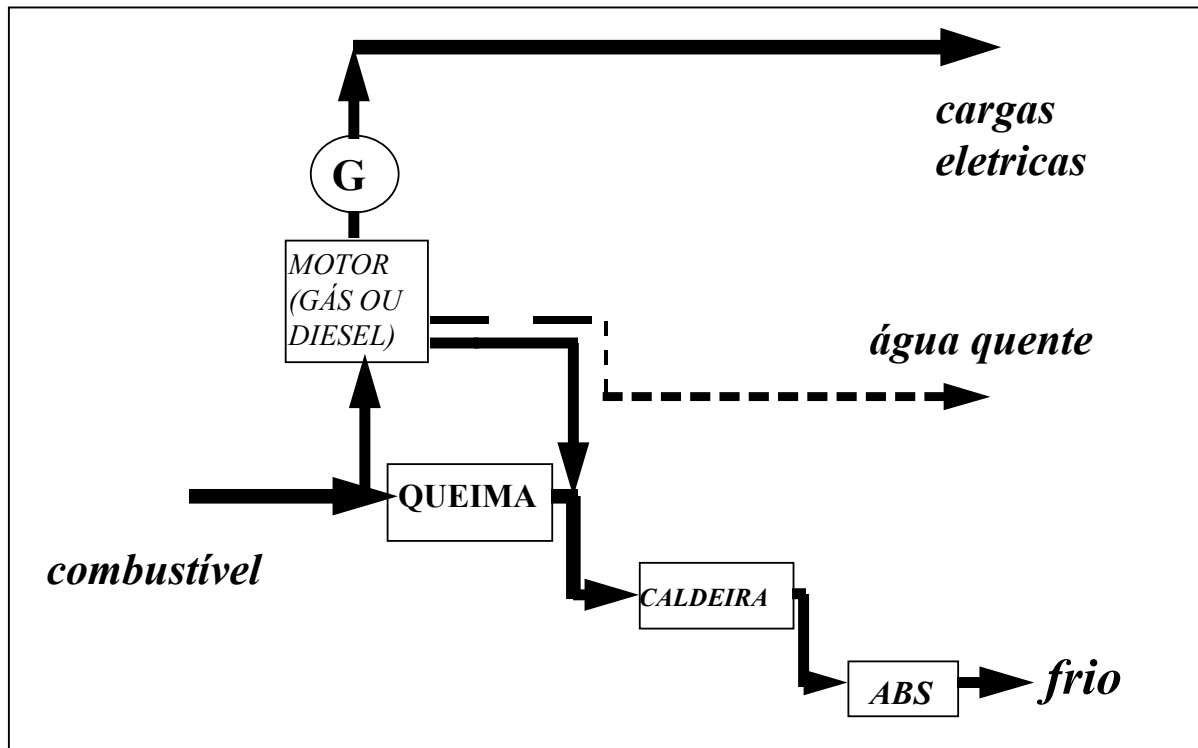 cargas
eletricas
G
MOTOR
(GÁS OU
DIESEL)
água quente
QUEIMA
combustível
CALDEIRA
ABS
frio